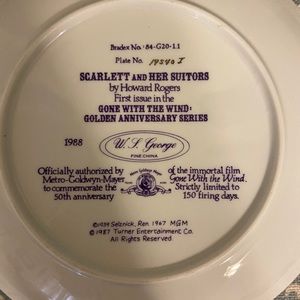 Bradex No. 84-G20-1.1
Plate No. 19540 I
SCARLETT AND HER SUITORS
by Howard Rogers
First issue in the
GONE WITH THE WIND:
GOLDEN ANNIVERSARY SERIES
1988
W. S. George
FINE CHINA
Officially authorized by
Metro-Goldwyn-Mayer
to commemorate the
50th anniversary
of the immortal film
Gone With the Wind.
Strictly limited to
150 firing days.
©1939 Selznick, Ren. 1967 MGM
©1987 Turner Entertainment Co.
All Rights Reserved